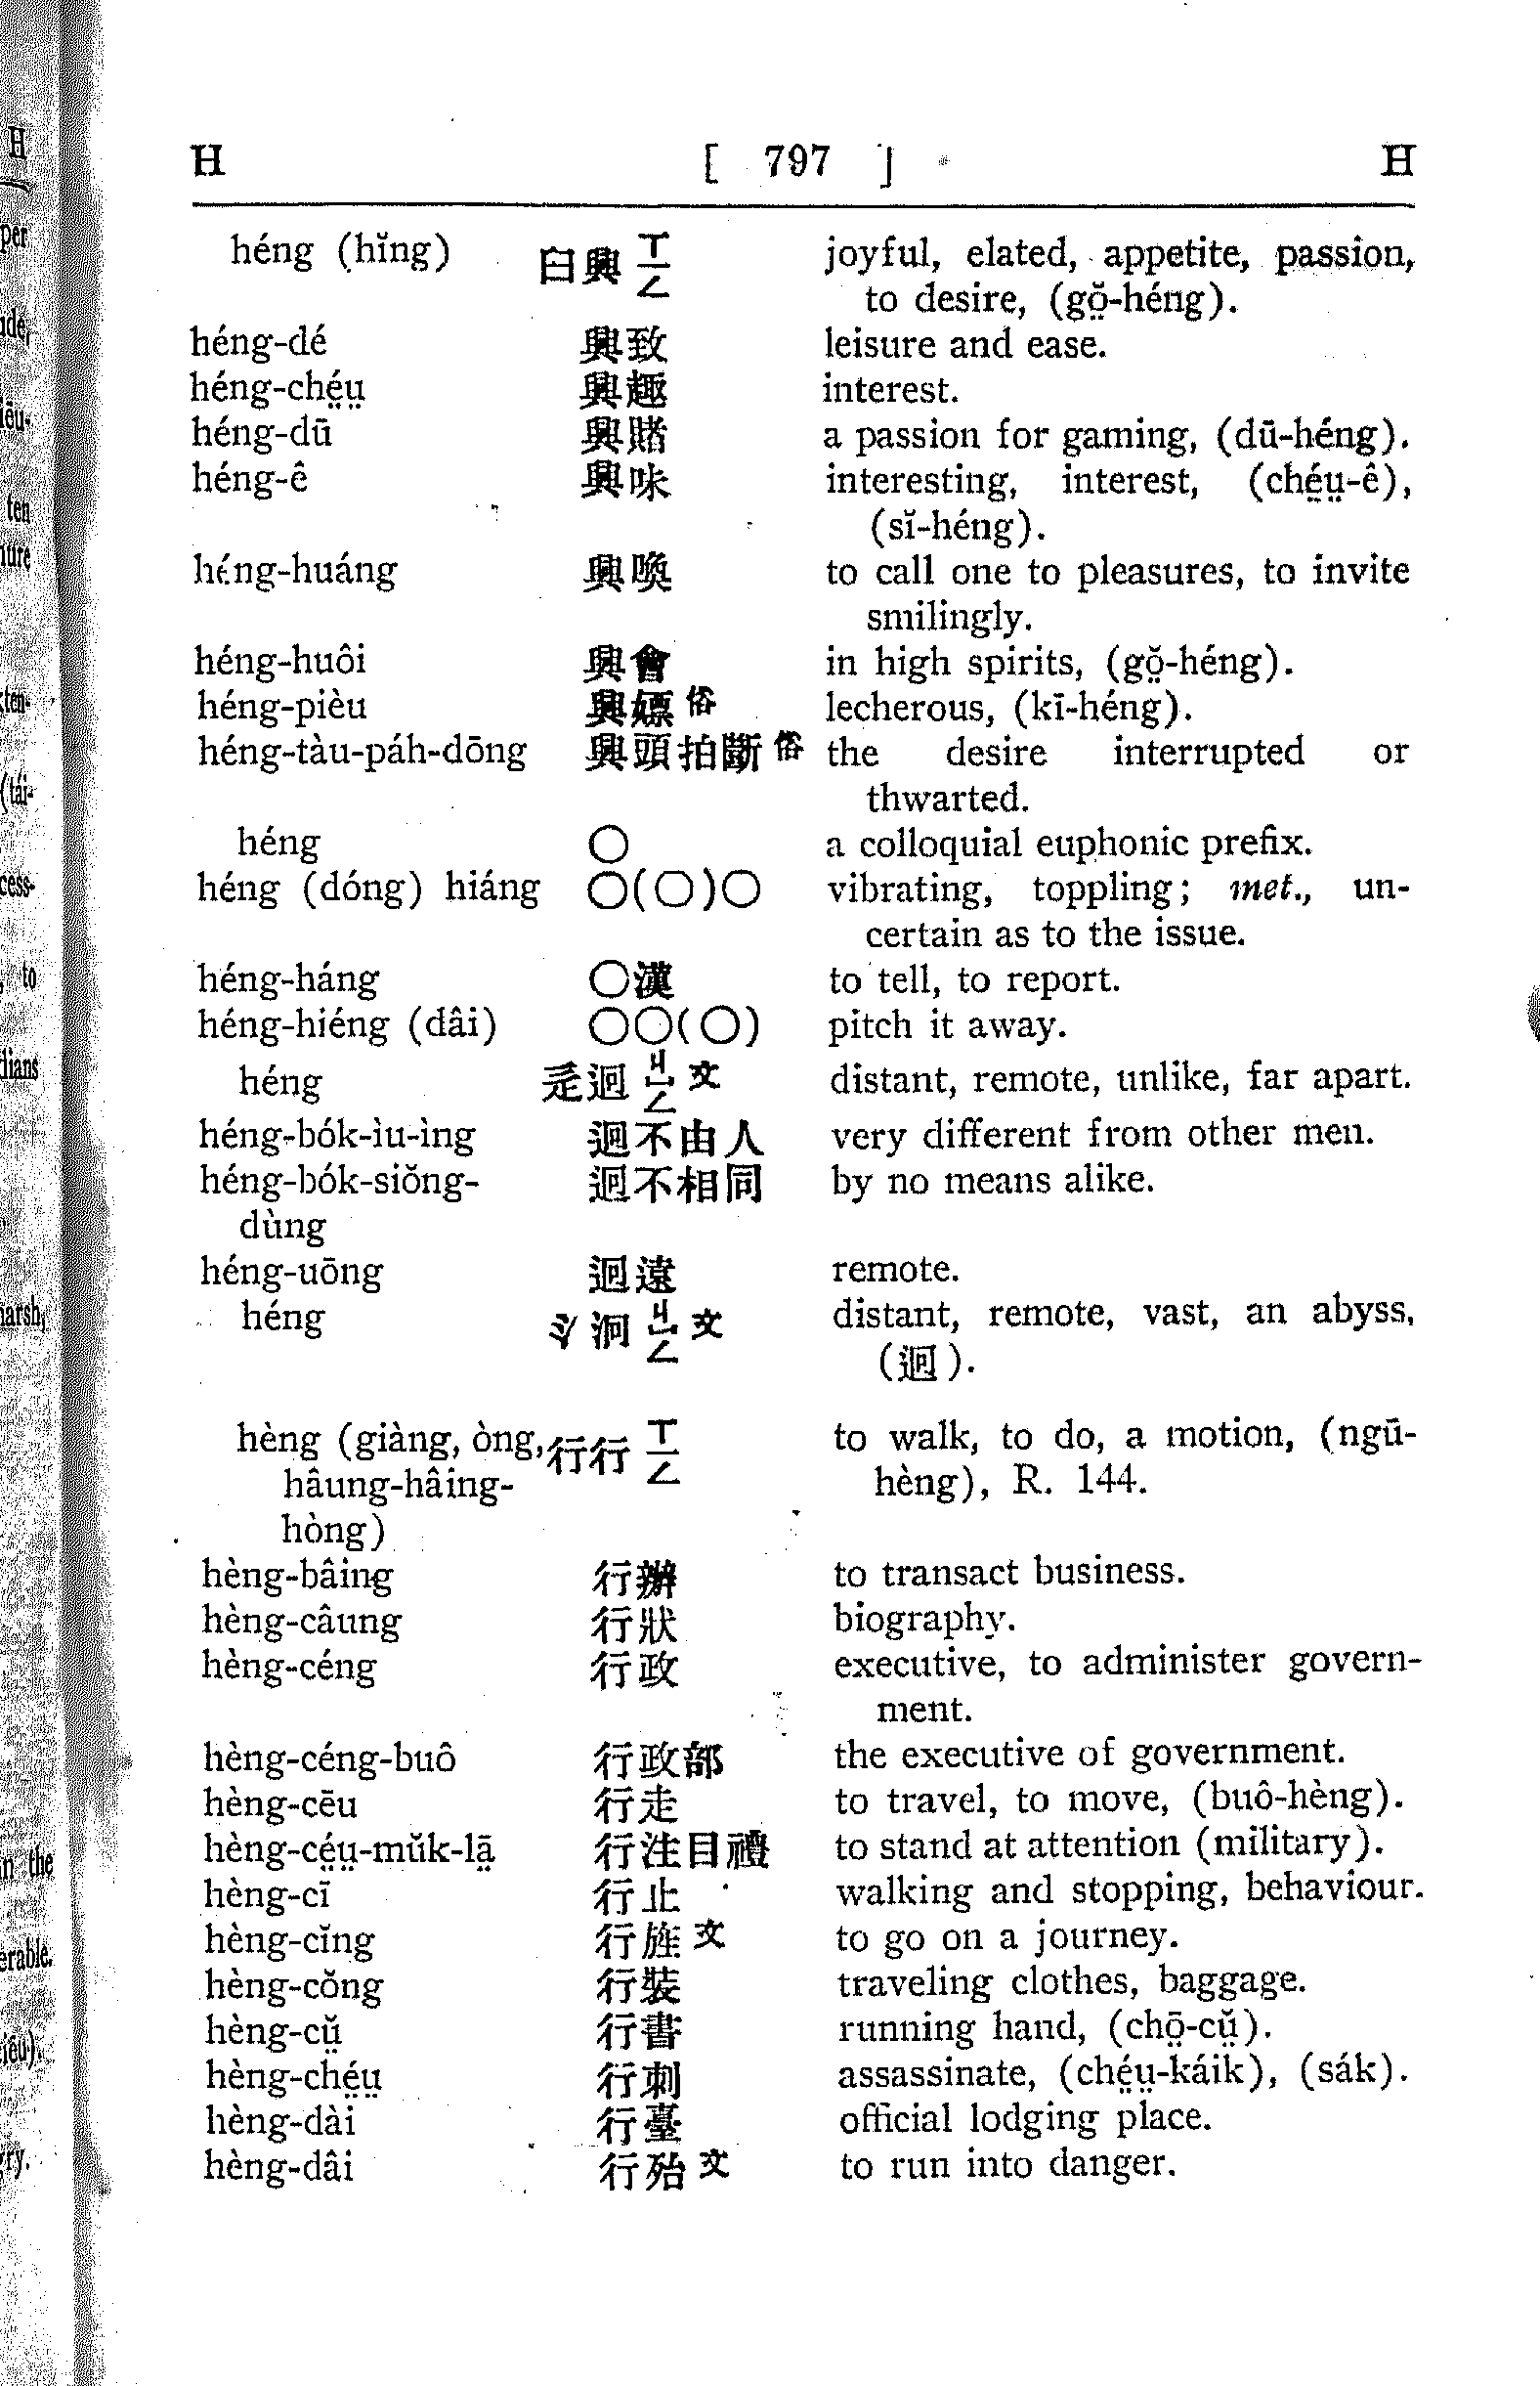 H [ 797 ] H
héng (hĭng) 臼興 ㄒㄧㄥ joyful, elated, appetite, passion,
to desire, (gŏ̤-héng).
héng-dé 興致 leisure and ease.
héng-ché̤ṳ 興趣 interest.
héng-dū 興賭 a passion for gaming, (dū-héng).
héng-ê 興味 interesting, interest, (ché̤ṳ-ê),
(sĭ-héng).
héng-huáng 興喚 to call one to pleasures, to invite
smilingly.
héng-huôi 興會 in high spirits, (gŏ̤-héng).
héng-pièu 興嫖俗 lecherous, (kī-héng).
héng-tàu-páh-dōng 興頭拍斷俗 the desire interrupted or
thwarted.
héng ○ a colloquial euphonic prefix.
héng (dóng) hiáng ○(○)○ vibrating, toppling; met., un-
certain as to the issue.
héng-háng ○漢 to tell, to report.
héng-hiéng (dâi) ○○(○) pitch it away.
héng 辵迥 ㄐㄩㄥ 文 distant, remote, unlike, far apart.
héng-bók-ìu-ìng 迥不由人 very different from other men.
héng-bók-siŏng- 迥不相同 by no means alike.
dùng
héng-uōng 迥遠 remote.
héng 泂 ㄐㄩㄥ 文 distant, remote, vast, an abyss,
(迥).
hèng (giàng, òng, 行行 ㄒㄧㄥ to walk, to do, a motion, (ngū-
hâung-hâing- hèng), R. 144.
hòng)
hèng-bâing 行辦 to transact business.
hèng-câung 行狀 biography.
hèng-céng 行政 executive, to administer govern-
ment.
hèng-céng-buô 行政部 the executive of government.
hèng-cēu 行走 to travel, to move, (buô-hèng).
hèng-cé̤ṳ-mŭk-lā̤ 行注目禮 to stand at attention (military).
hèng-cī 行止 walking and stopping, behaviour.
hèng-cĭng 行旌文 to go on a journey.
hèng-cŏng 行裝 traveling clothes, baggage.
hèng-cṳ̆ 行書 running hand, (chō̤-cṳ̆).
hèng-ché̤ṳ 行刺 assassinate, (ché̤ṳ-káik), (sák).
hèng-dài 行臺 official lodging place.
hèng-dâi 行殆文 to run into danger.